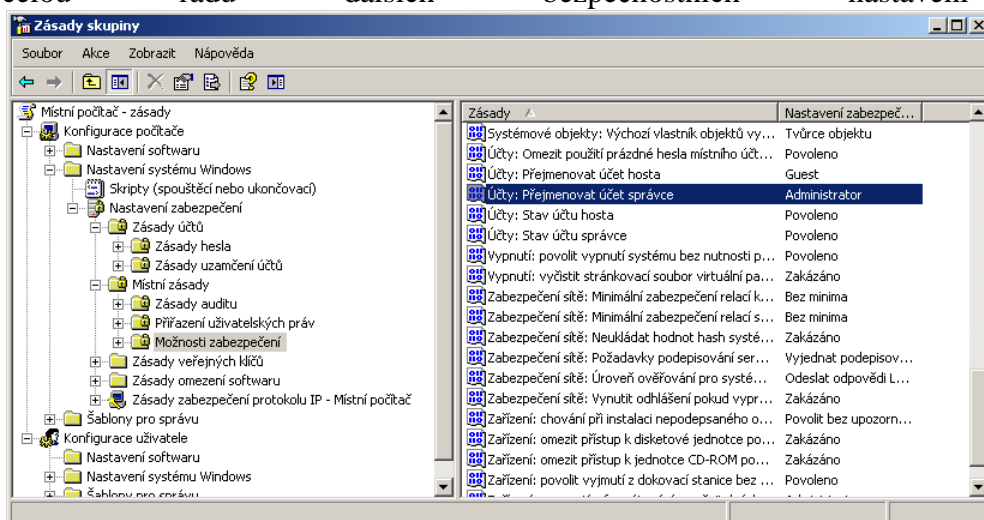 celou řadu dalších bezpečnostních nastavení
Zásady skupiny
Soubor Akce Zobrazit Nápověda
Místní počítač - zásady
Konfigurace počítače
Nastavení softwaru
Nastavení systému Windows
Skripty (spouštěcí nebo ukončovací)
Nastavení zabezpečení
Zásady účtů
Zásady hesla
Zásady uzamčení účtů
Místní zásady
Zásady auditu
Přiřazení uživatelských práv
Možnosti zabezpečení
Zásady veřejných klíčů
Zásady omezení softwaru
Zásady zabezpečení protokolu IP - Místní počítač
Šablony pro správu
Konfigurace uživatele
Nastavení softwaru
Nastavení systému Windows
Šablony pro správu
Zásady Nastavení zabezpeč...
Systémové objekty: Výchozí vlastník objektů vy... Tvůrce objektu
Účty: Omezit použití prázdné hesla místního účt... Povoleno
Účty: Přejmenovat účet hosta Guest
Účty: Přejmenovat účet správce Administrator
Účty: Stav účtu hosta Povoleno
Účty: Stav účtu správce Povoleno
Vypnutí: povolit vypnutí systému bez nutnosti p... Povoleno
Vypnutí: vyčistit stránkovací soubor virtuální pa... Zakázáno
Zabezpečení sítě: Minimální zabezpečení relací k... Bez minima
Zabezpečení sítě: Minimální zabezpečení relací s... Bez minima
Zabezpečení sítě: Neukládat hodnot hash systé... Zakázáno
Zabezpečení sítě: Požadavky podepisování ser... Vyjednat podepisov...
Zabezpečení sítě: Úroveň ověřování pro systé... Odeslat odpovědi L...
Zabezpečení sítě: Vynutit odhlášení pokud vypr... Zakázáno
Zařízení: chování při instalaci nepodepsaného o... Povolit bez upozorn...
Zařízení: omezit přístup k disketové jednotce po... Zakázáno
Zařízení: omezit přístup k jednotce CD-ROM po... Zakázáno
Zařízení: povolit vyjmutí z dokovací stanice bez ... Povoleno